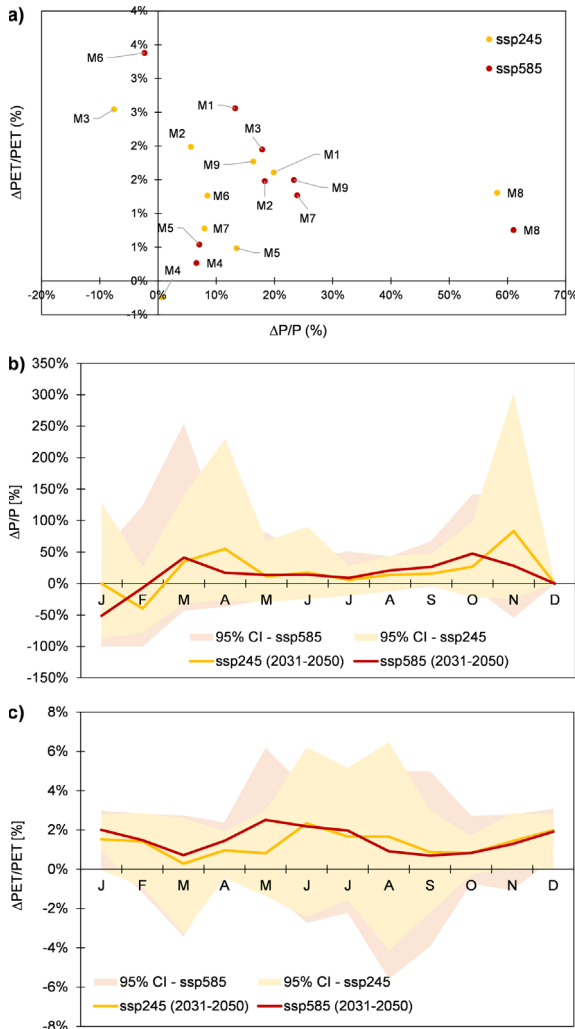 a)
4%
4%
3%
3%
2%
2%
1%
1%
0%
-1%
ΔPET/PET (%)
ssp245
ssp585
M6
M3
M1
M2
M3
M1
M9
M9
M6
M2
M7
M8
M7
M8
M5
M5
M4
M4
-20%
-10%
0%
10%
20%
30%
40%
50%
60%
70%
ΔP/P (%)
b)
350%
300%
250%
200%
150%
100%
50%
0%
-50%
-100%
-150%
ΔP/P [%]
J F M A M J J A S O N D
95% CI - ssp585
95% CI - ssp245
ssp245 (2031-2050)
ssp585 (2031-2050)
c)
8%
6%
4%
2%
0%
-2%
-4%
-6%
-8%
ΔPET/PET [%]
J F M A M J J A S O N D
95% CI - ssp585
95% CI - ssp245
ssp245 (2031-2050)
ssp585 (2031-2050)